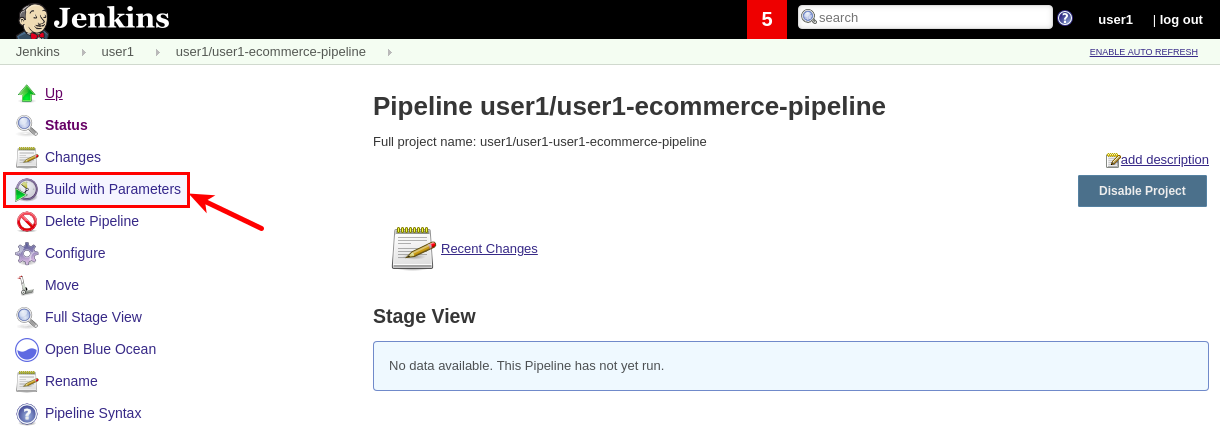 Jenkins
5
search
?
user1
| log out
Jenkins
user1
user1/user1-ecommerce-pipeline
ENABLE AUTO REFRESH
Up
Status
Changes
Build with Parameters
Delete Pipeline
Configure
Move
Full Stage View
Open Blue Ocean
Rename
?
Pipeline Syntax
Pipeline user1/user1-ecommerce-pipeline
Full project name: user1/user1-user1-ecommerce-pipeline
add description
Disable Project
Recent Changes
Stage View
No data available. This Pipeline has not yet run.